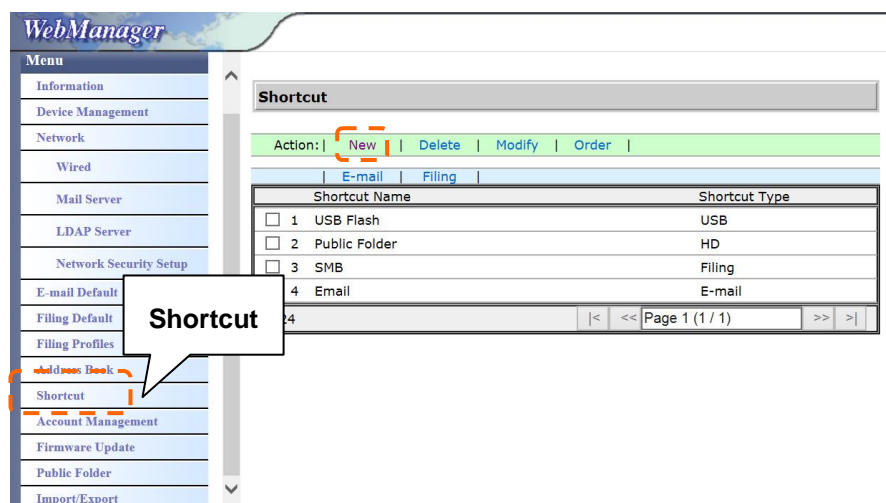 WebManager
Menu
Information
Device Management
Network
Wired
Mail Server
LDAP Server
Network Security Setup
E-mail Default
Filing Default
Filing Profiles
Address Book
Shortcut
Account Management
Firmware Update
Public Folder
Import/Export
Shortcut
Shortcut
Action: | New | Delete | Modify | Order |
| E-mail | Filing |
Shortcut Name Shortcut Type
1 USB Flash USB
2 Public Folder HD
3 SMB Filing
4 Email E-mail
|< << Page 1 (1 / 1) >> >|